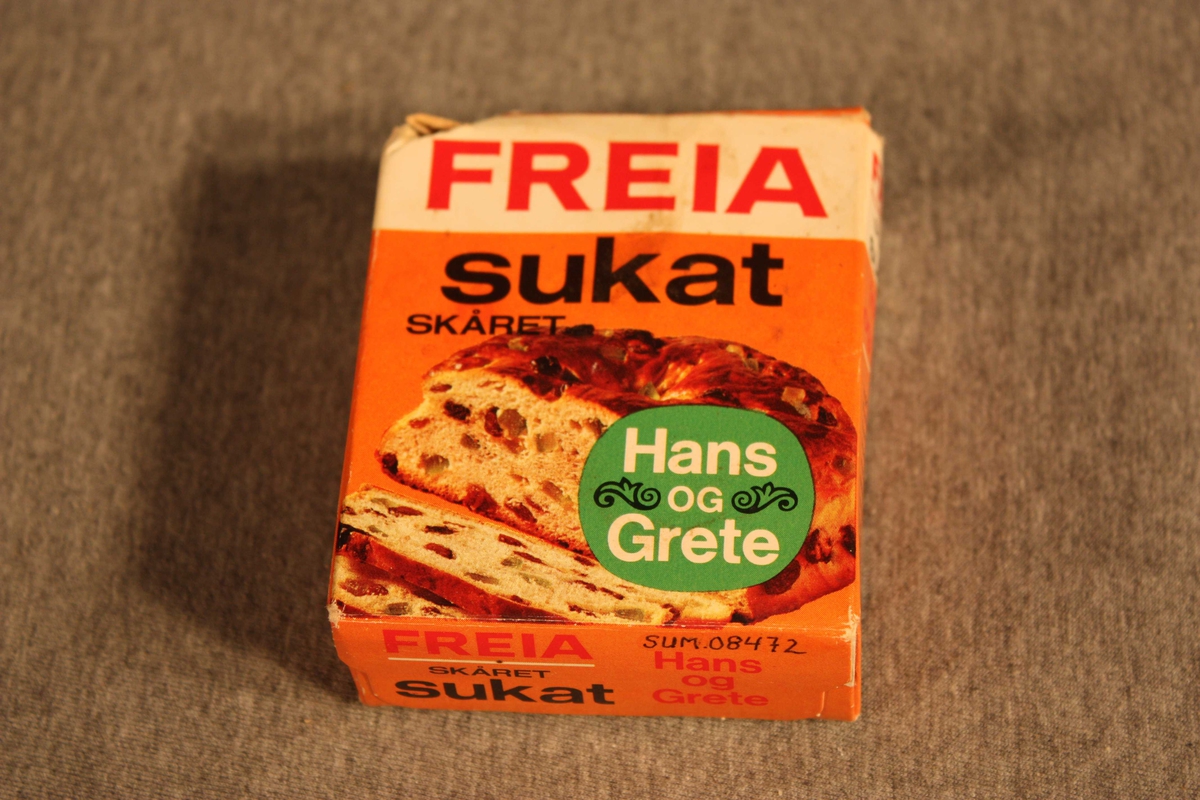 FREIA
sukat
SKÅRET
Hans
OG
Grete
FREIA
SKÅRET
sukat
SUM.08472
Hans
og
Grete